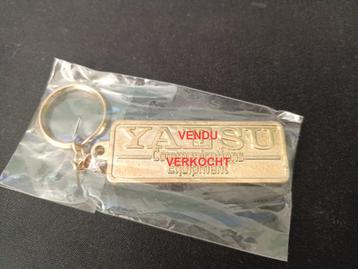 YAESU
VENDU
Communications
VERKOCHT
Equipment